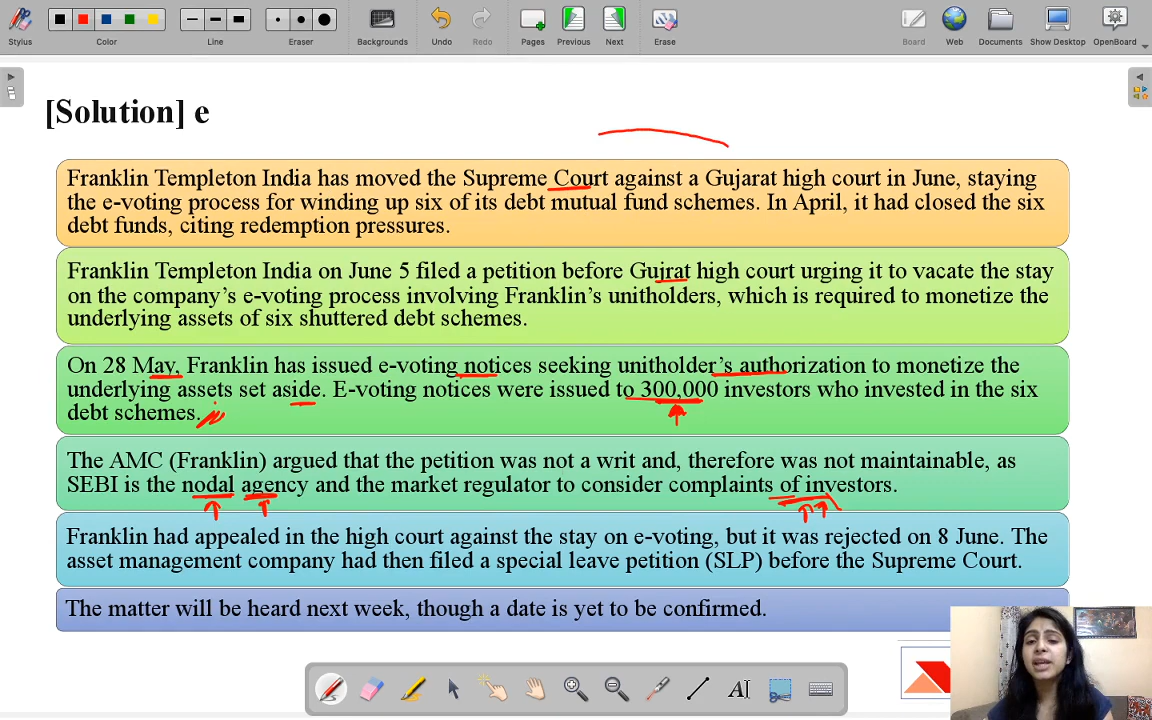 Stylus
Color
Line
Eraser
Backgrounds
Undo
Redo
Pages
Previous
Next
Erase
Board
Web
Documents
Show Desktop
OpenBoard
[Solution] e
Franklin Templeton India has moved the Supreme Court against a Gujarat high court in June, staying
the e-voting process for winding up six of its debt mutual fund schemes. In April, it had closed the six
debt funds, citing redemption pressures.
Franklin Templeton India on June 5 filed a petition before Gujrat high court urging it to vacate the stay
on the company's e-voting process involving Franklin's unitholders, which is required to monetize the
underlying assets of six shuttered debt schemes.
On 28 May, Franklin has issued e-voting notices seeking unitholder's authorization to monetize the
underlying assets set aside. E-voting notices were issued to 300,000 investors who invested in the six
debt schemes.
The AMC (Franklin) argued that the petition was not a writ and, therefore was not maintainable, as
SEBI is the nodal agency and the market regulator to consider complaints of investors.
Franklin had appealed in the high court against the stay on e-voting, but it was rejected on 8 June. The
asset management company had then filed a special leave petition (SLP) before the Supreme Court.
The matter will be heard next week, though a date is yet to be confirmed.